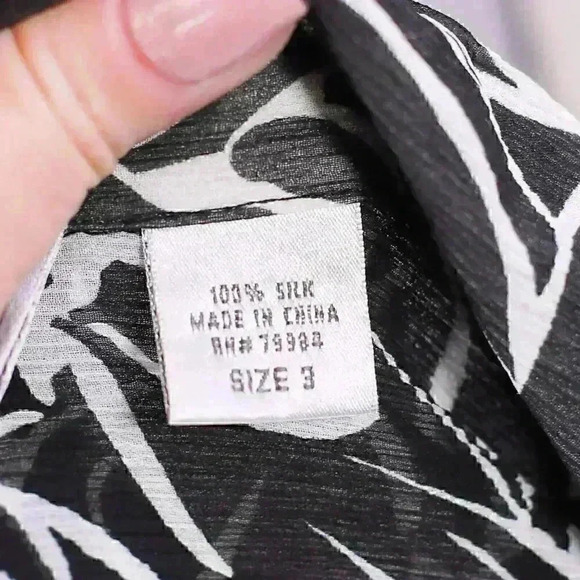 100% SILK
MADE IN CHINA
RN# 79984
SIZE 3